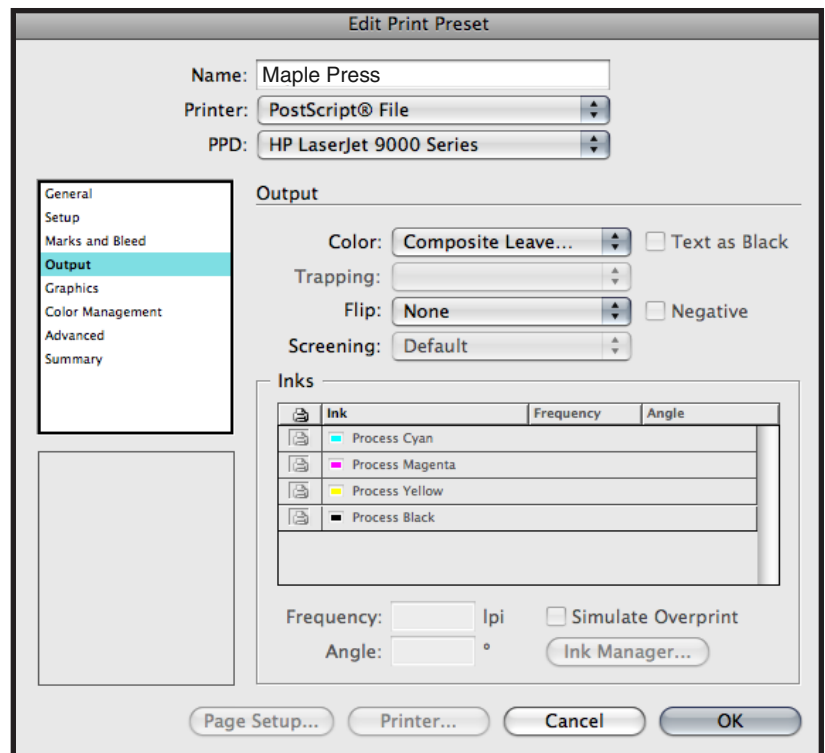 Edit Print Preset
Name: Maple Press
Printer: PostScript® File
PPD: HP LaserJet 9000 Series
General
Setup
Marks and Bleed
Output
Graphics
Color Management
Advanced
Summary
Output
Color: Composite Leave... Text as Black
Trapping:
Flip: None Negative
Screening: Default
Inks
Ink Frequency Angle
Process Cyan
Process Magenta
Process Yellow
Process Black
Frequency: lpi Simulate Overprint
Angle: ° Ink Manager...
Page Setup... Printer... Cancel OK